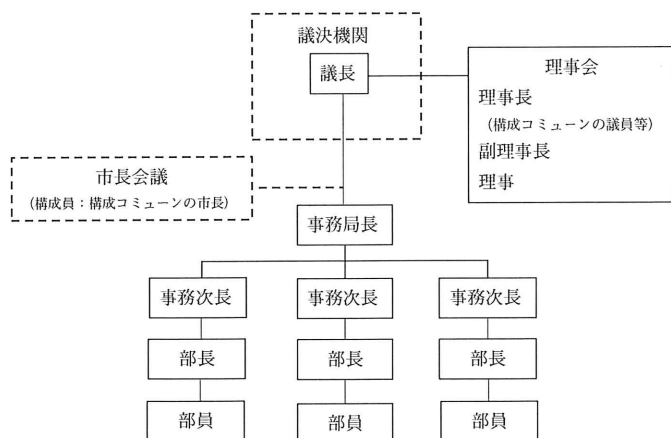 議決機関
議長
理事会
理事長
（構成コミューンの議員等）
副理事長
理事
市長会議
（構成員：構成コミューンの市長）
事務局長
事務次長
事務次長
事務次長
部長
部長
部長
部員
部員
部員